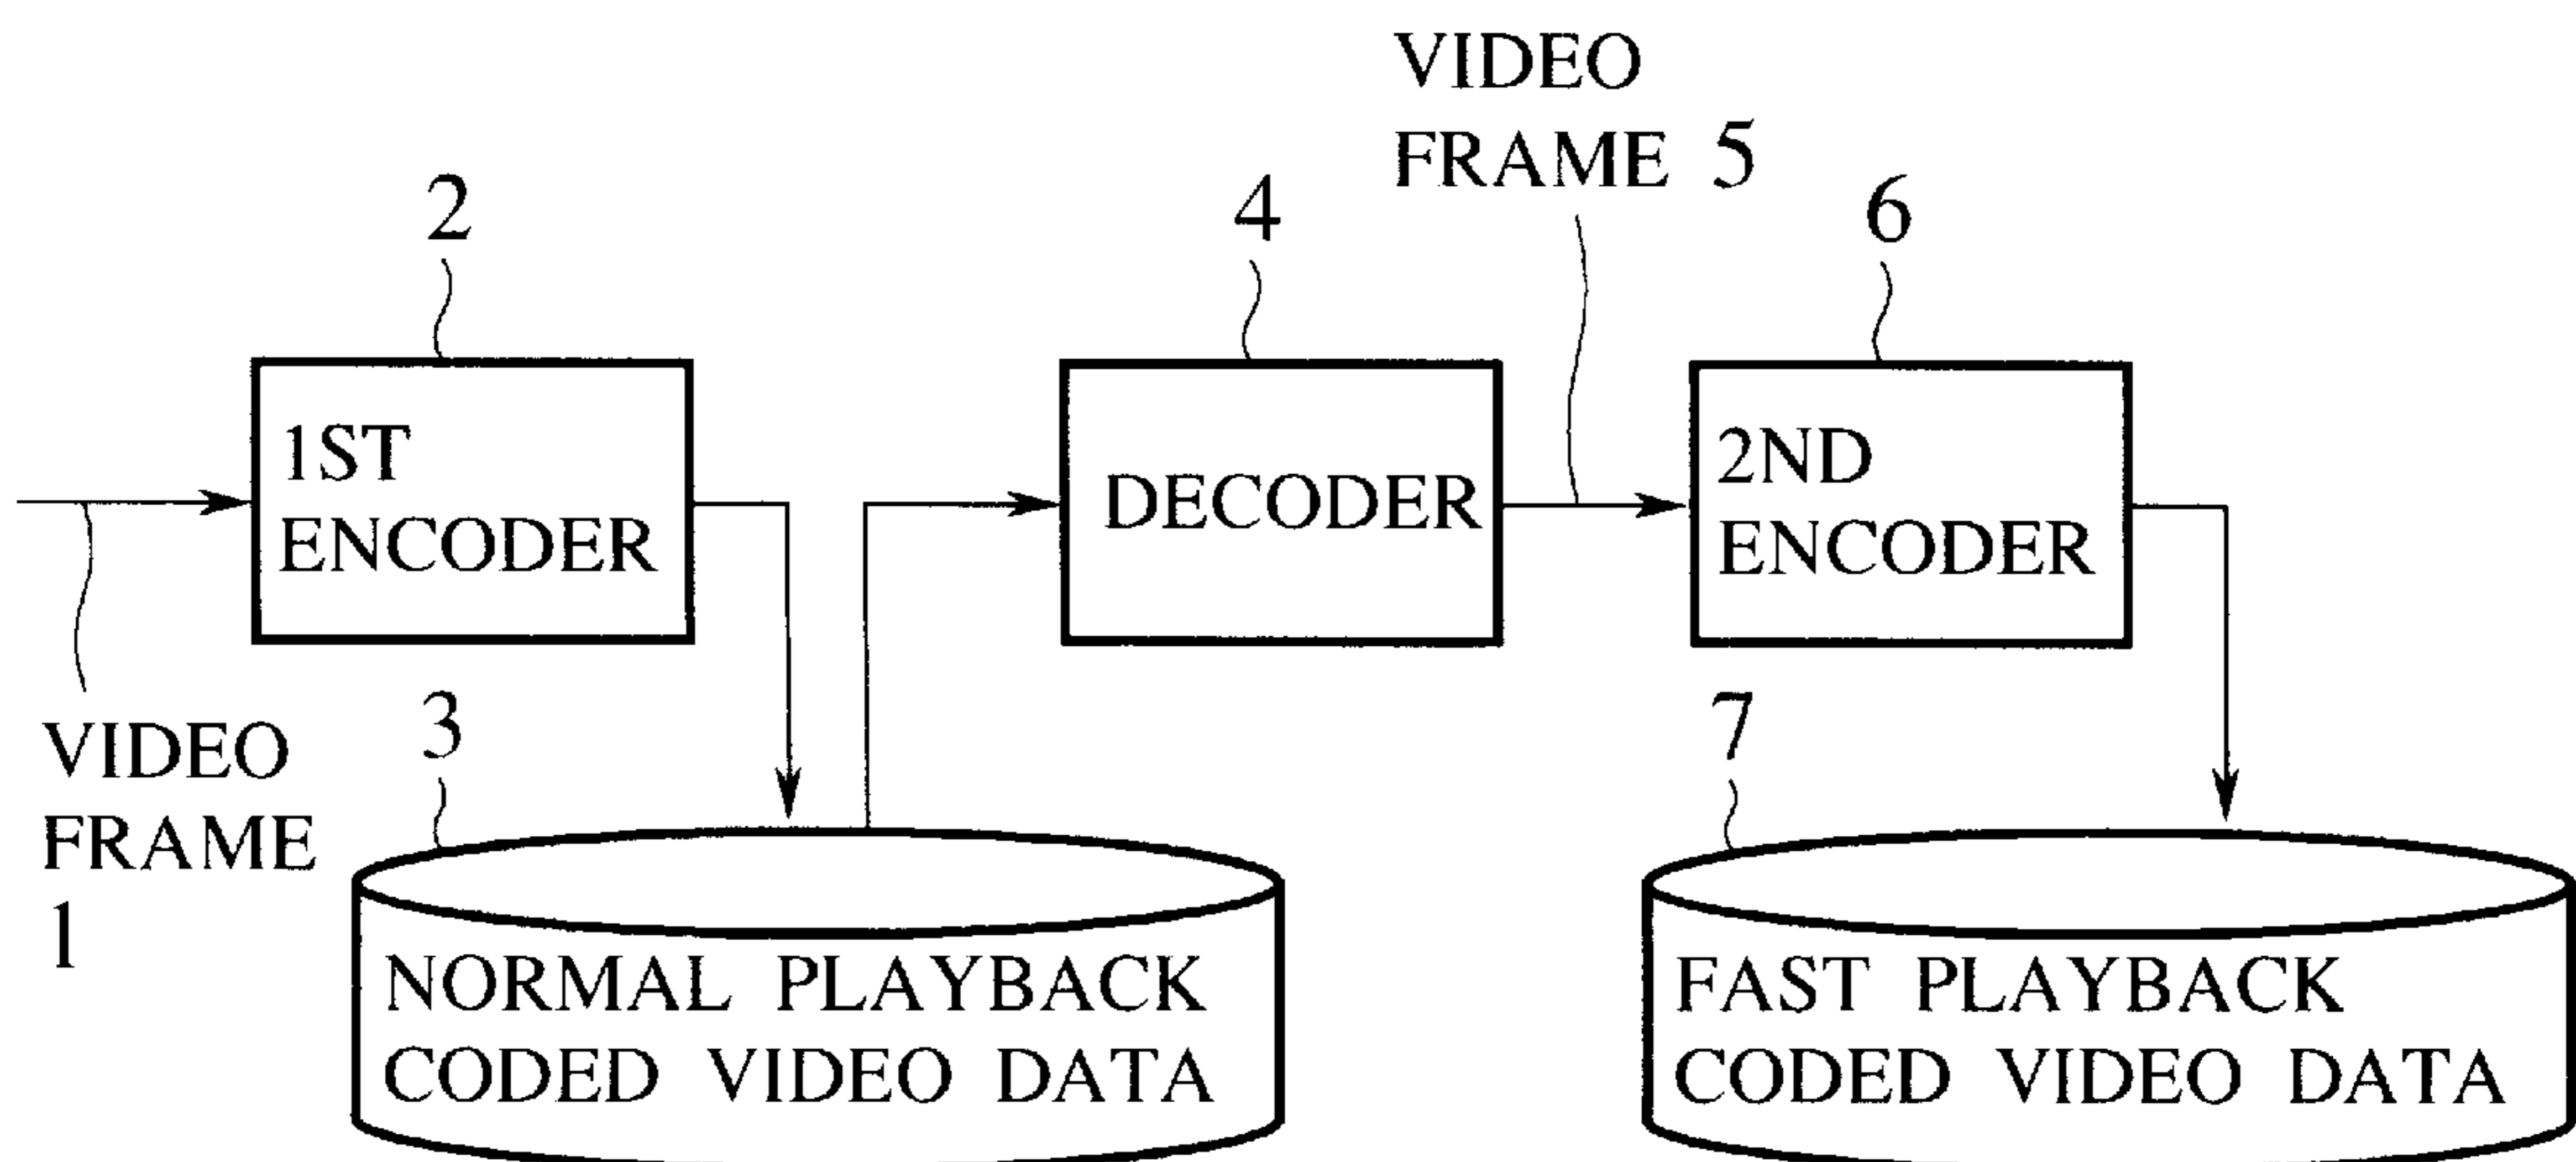 VIDEO
FRAME 5
2
4
6
1ST
ENCODER
DECODER
2ND
ENCODER
VIDEO
FRAME
1
3
7
NORMAL PLAYBACK
CODED VIDEO DATA
FAST PLAYBACK
CODED VIDEO DATA